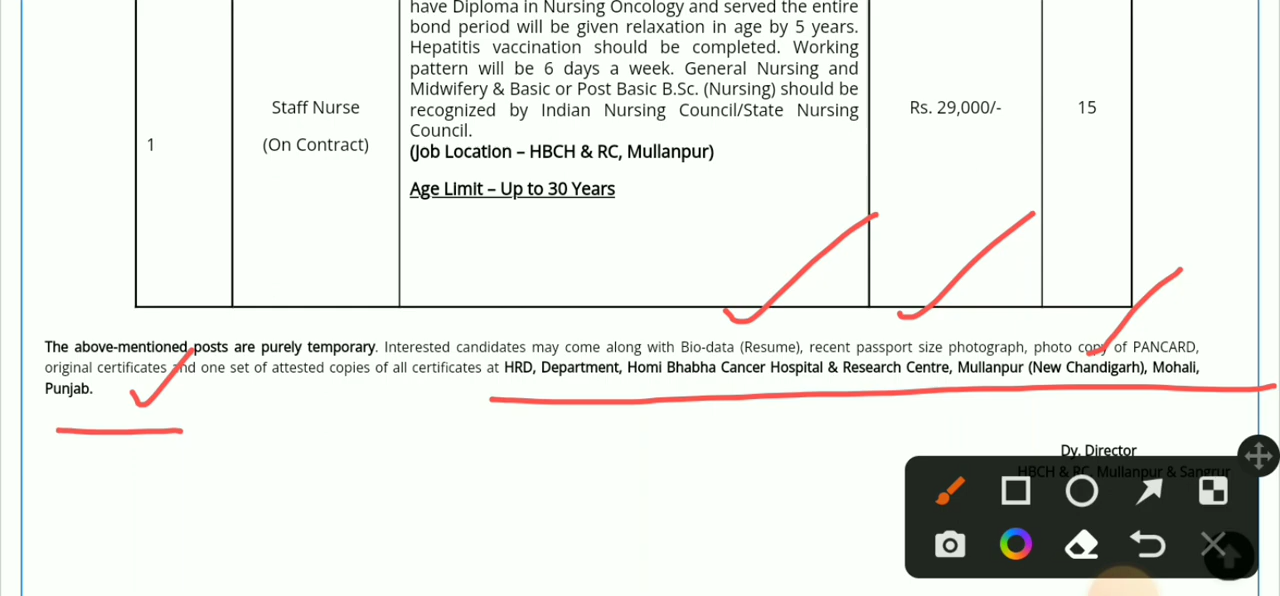 have Diploma in Nursing Oncology and served the entire
bond period will be given relaxation in age by 5 years.
Hepatitis vaccination should be completed. Working
pattern will be 6 days a week. General Nursing and
Midwifery & Basic or Post Basic B.Sc. (Nursing) should be
recognized by Indian Nursing Council/State Nursing
Council.
(Job Location – HBCH & RC, Mullanpur)
Age Limit – Up to 30 Years
1
Staff Nurse
(On Contract)
Rs. 29,000/-
15
The above-mentioned posts are purely temporary. Interested candidates may come along with Bio-data (Resume), recent passport size photograph, photo copy of PANCARD,
original certificates and one set of attested copies of all certificates at HRD, Department, Homi Bhabha Cancer Hospital & Research Centre, Mullanpur (New Chandigarh), Mohali,
Punjab.
Dy. Director
HBCH & RC, Mullanpur & Sangrur